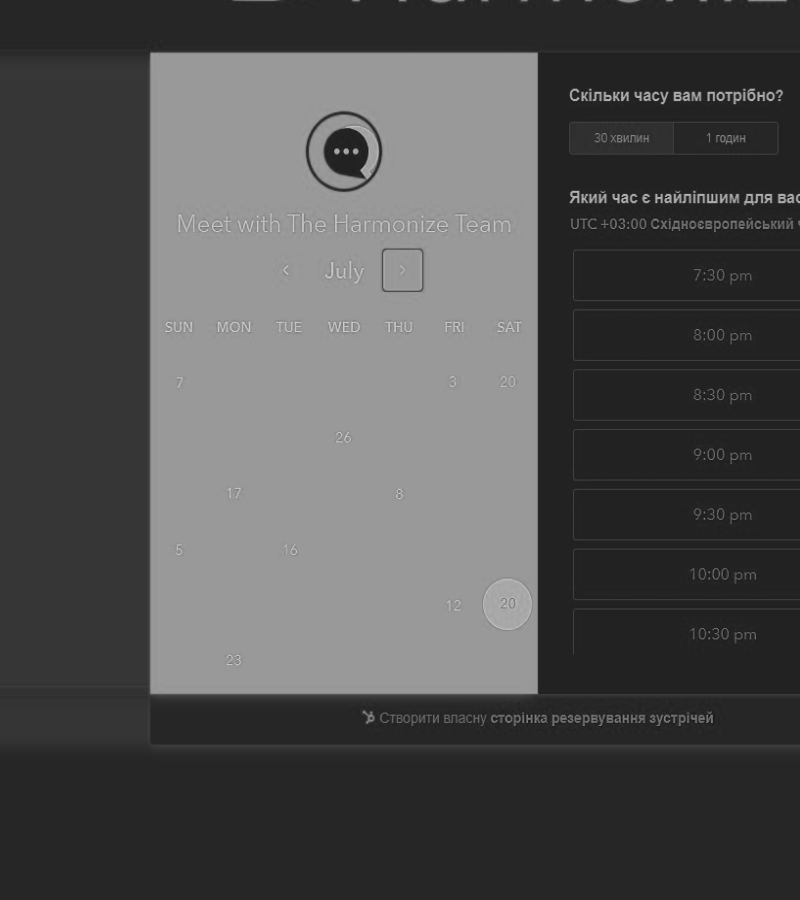 Meet with The Harmonize Team
July
SUN MON TUE WED THU FRI SAT
7 3 20
26
17 8
5 16
12 20
23
Скільки часу вам потрібно?
30 хвилин 1 годин
Який час є найліпшим для вас
UTC +03:00 Східноєвропейський
7:30 pm
8:00 pm
8:30 pm
9:00 pm
9:30 pm
10:00 pm
10:30 pm
Створити власну сторінка резервування зустрічей